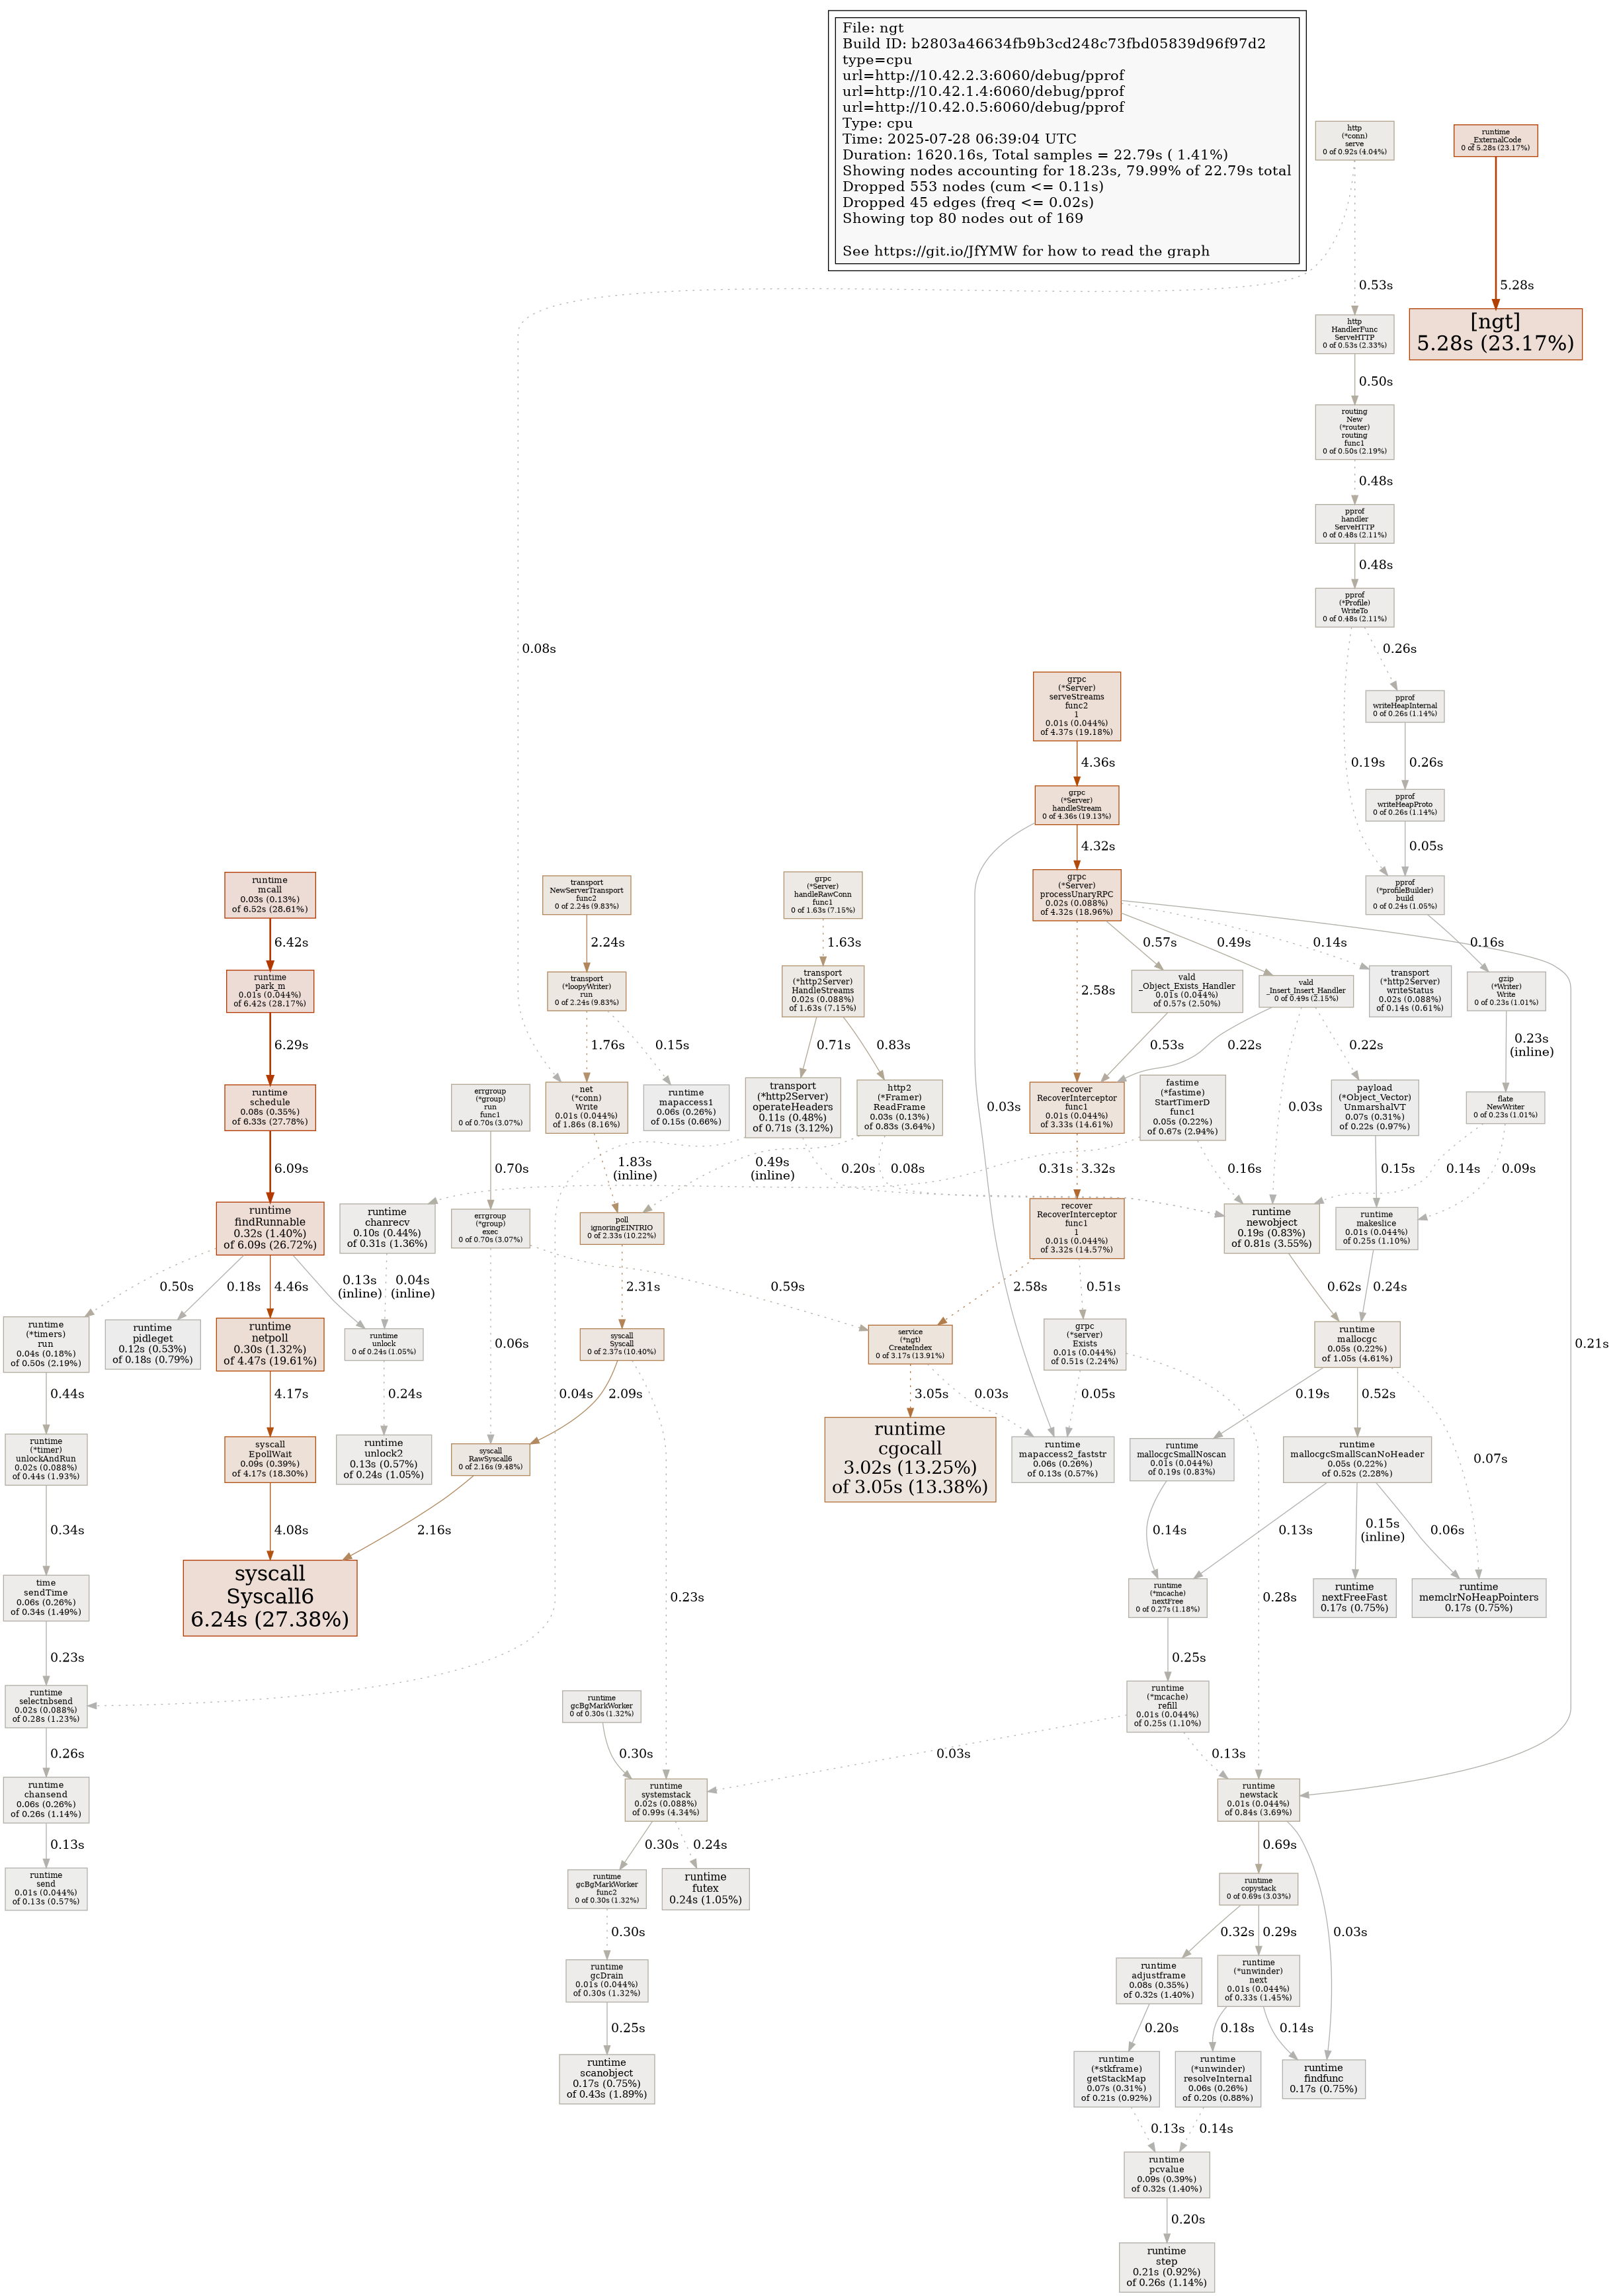 File: ngt
Build ID: b2803a46634fb9b3cd248c73fbd05839d96f97d2
type=cpu
url=http://10.42.2.3:6060/debug/pprof
url=http://10.42.1.4:6060/debug/pprof
url=http://10.42.0.5:6060/debug/pprof
Type: cpu
Time: 2025-07-28 06:39:04 UTC
Duration: 1620.16s, Total samples = 22.79s ( 1.41%)
Showing nodes accounting for 18.23s, 79.99% of 22.79s total
Dropped 553 nodes (cum <= 0.11s)
Dropped 45 edges (freq <= 0.02s)
Showing top 80 nodes out of 169
See https://git.io/JfYMW for how to read the graph
http
(*conn)
serve
0 of 0.92s (4.04%)
runtime
_ExternalCode
0 of 5.28s (23.17%)
0.53s
5.28s
http
HandlerFunc
ServeHTTP
0 of 0.53s (2.33%)
[ngt]
5.28s (23.17%)
0.50s
routing
New
(*router)
routing
func1
0 of 0.50s (2.19%)
0.48s
pprof
handler
ServeHTTP
0 of 0.48s (2.11%)
0.48s
pprof
(*Profile)
WriteTo
0 of 0.48s (2.11%)
0.08s
0.26s
grpc
(*Server)
serveStreams
func2
1
0.01s (0.044%)
of 4.37s (19.18%)
pprof
writeHeapInternal
0 of 0.26s (1.14%)
4.36s
0.19s
0.26s
grpc
(*Server)
handleStream
0 of 4.36s (19.13%)
pprof
writeHeapProto
0 of 0.26s (1.14%)
4.32s
0.05s
runtime
mcall
0.03s (0.13%)
of 6.52s (28.61%)
transport
NewServerTransport
func2
0 of 2.24s (9.83%)
grpc
(*Server)
handleRawConn
func1
0 of 1.63s (7.15%)
grpc
(*Server)
processUnaryRPC
0.02s (0.088%)
of 4.32s (18.96%)
pprof
(*profileBuilder)
build
0 of 0.24s (1.05%)
6.42s
2.24s
1.63s
0.57s
0.49s
0.14s
0.16s
runtime
park_m
0.01s (0.044%)
of 6.42s (28.17%)
transport
(*loopyWriter)
run
0 of 2.24s (9.83%)
transport
(*http2Server)
HandleStreams
0.02s (0.088%)
of 1.63s (7.15%)
2.58s
vald
_Object_Exists_Handler
0.01s (0.044%)
of 0.57s (2.50%)
vald
_Insert_Insert_Handler
0 of 0.49s (2.15%)
transport
(*http2Server)
writeStatus
0.02s (0.088%)
of 0.14s (0.61%)
gzip
(*Writer)
Write
0 of 0.23s (1.01%)
6.29s
1.76s
0.15s
0.71s
0.83s
0.53s
0.22s
0.22s
0.23s
(inline)
runtime
schedule
0.08s (0.35%)
of 6.33s (27.78%)
errgroup
(*group)
run
func1
0 of 0.70s (3.07%)
net
(*conn)
Write
0.01s (0.044%)
of 1.86s (8.16%)
runtime
mapaccess1
0.06s (0.26%)
of 0.15s (0.66%)
transport
(*http2Server)
operateHeaders
0.11s (0.48%)
of 0.71s (3.12%)
http2
(*Framer)
ReadFrame
0.03s (0.13%)
of 0.83s (3.64%)
0.03s
recover
RecoverInterceptor
func1
0.01s (0.044%)
of 3.33s (14.61%)
fastime
(*fastime)
StartTimerD
func1
0.05s (0.22%)
of 0.67s (2.94%)
0.03s
payload
(*Object_Vector)
UnmarshalVT
0.07s (0.31%)
of 0.22s (0.97%)
flate
NewWriter
0 of 0.23s (1.01%)
6.09s
0.70s
1.83s
(inline)
0.49s
(inline)
0.20s
0.08s
0.31s
3.32s
0.16s
0.15s
0.14s
0.09s
runtime
findRunnable
0.32s (1.40%)
of 6.09s (26.72%)
runtime
chanrecv
0.10s (0.44%)
of 0.31s (1.36%)
errgroup
(*group)
exec
0 of 0.70s (3.07%)
poll
ignoringEINTRIO
0 of 2.33s (10.22%)
recover
RecoverInterceptor
func1
1
0.01s (0.044%)
of 3.32s (14.57%)
runtime
newobject
0.19s (0.83%)
of 0.81s (3.55%)
runtime
makeslice
0.01s (0.044%)
of 0.25s (1.10%)
0.50s
0.18s
4.46s
0.13s
(inline)
0.04s
(inline)
2.31s
0.59s
2.58s
0.51s
0.62s
0.24s
runtime
(*timers)
run
0.04s (0.18%)
of 0.50s (2.19%)
runtime
pidleget
0.12s (0.53%)
of 0.18s (0.79%)
runtime
netpoll
0.30s (1.32%)
of 4.47s (19.61%)
runtime
unlock
0 of 0.24s (1.05%)
0.06s
syscall
Syscall
0 of 2.37s (10.40%)
service
(*ngt)
CreateIndex
0 of 3.17s (13.91%)
grpc
(*server)
Exists
0.01s (0.044%)
of 0.51s (2.24%)
runtime
mallocgc
0.05s (0.22%)
of 1.05s (4.61%)
0.21s
0.44s
4.17s
0.24s
2.09s
0.04s
3.05s
0.03s
0.05s
0.19s
0.52s
runtime
(*timer)
unlockAndRun
0.02s (0.088%)
of 0.44s (1.93%)
syscall
EpollWait
0.09s (0.39%)
of 4.17s (18.30%)
runtime
unlock2
0.13s (0.57%)
of 0.24s (1.05%)
syscall
RawSyscall6
0 of 2.16s (9.48%)
runtime
cgocall
3.02s (13.25%)
of 3.05s (13.38%)
runtime
mapaccess2_faststr
0.06s (0.26%)
of 0.13s (0.57%)
runtime
mallocgcSmallNoscan
0.01s (0.044%)
of 0.19s (0.83%)
runtime
mallocgcSmallScanNoHeader
0.05s (0.22%)
of 0.52s (2.28%)
0.07s
0.34s
4.08s
2.16s
0.14s
0.13s
0.15s
(inline)
0.06s
time
sendTime
0.06s (0.26%)
of 0.34s (1.49%)
syscall
Syscall6
6.24s (27.38%)
0.23s
0.28s
runtime
(*mcache)
nextFree
0 of 0.27s (1.18%)
runtime
nextFreeFast
0.17s (0.75%)
runtime
memclrNoHeapPointers
0.17s (0.75%)
0.23s
0.25s
runtime
selectnbsend
0.02s (0.088%)
of 0.28s (1.23%)
runtime
gcBgMarkWorker
0 of 0.30s (1.32%)
runtime
(*mcache)
refill
0.01s (0.044%)
of 0.25s (1.10%)
0.26s
0.30s
0.03s
0.13s
runtime
chansend
0.06s (0.26%)
of 0.26s (1.14%)
runtime
systemstack
0.02s (0.088%)
of 0.99s (4.34%)
runtime
newstack
0.01s (0.044%)
of 0.84s (3.69%)
0.13s
0.30s
0.24s
0.69s
runtime
send
0.01s (0.044%)
of 0.13s (0.57%)
runtime
gcBgMarkWorker
func2
0 of 0.30s (1.32%)
runtime
futex
0.24s (1.05%)
runtime
copystack
0 of 0.69s (3.03%)
0.30s
0.32s
0.29s
0.03s
runtime
gcDrain
0.01s (0.044%)
of 0.30s (1.32%)
runtime
adjustframe
0.08s (0.35%)
of 0.32s (1.40%)
runtime
(*unwinder)
next
0.01s (0.044%)
of 0.33s (1.45%)
0.25s
0.20s
0.18s
0.14s
runtime
scanobject
0.17s (0.75%)
of 0.43s (1.89%)
runtime
(*stkframe)
getStackMap
0.07s (0.31%)
of 0.21s (0.92%)
runtime
(*unwinder)
resolveInternal
0.06s (0.26%)
of 0.20s (0.88%)
runtime
findfunc
0.17s (0.75%)
0.13s
0.14s
runtime
pcvalue
0.09s (0.39%)
of 0.32s (1.40%)
0.20s
runtime
step
0.21s (0.92%)
of 0.26s (1.14%)